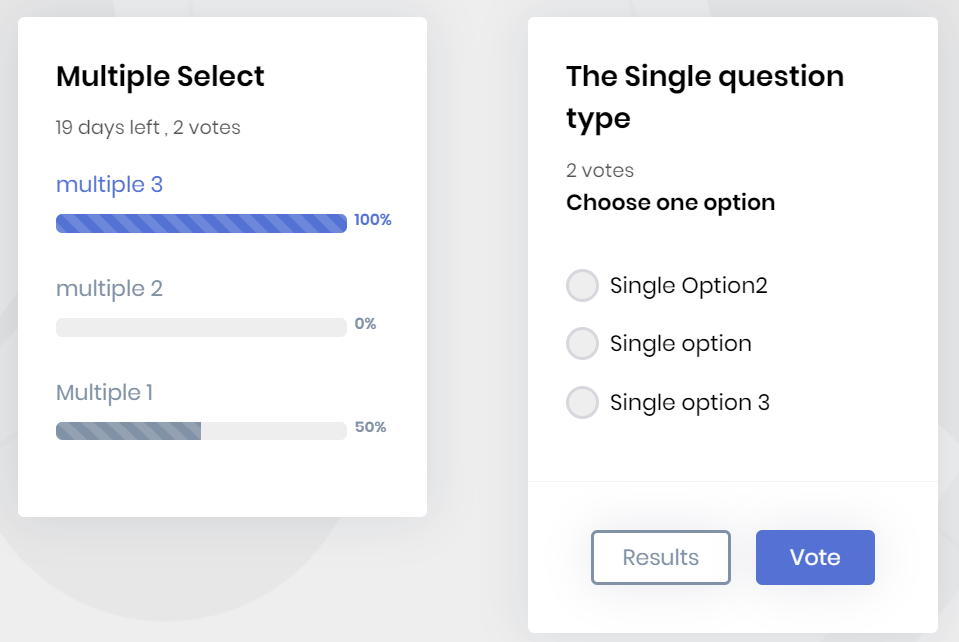 Multiple Select
19 days left , 2 votes
multiple 3
100%
multiple 2
0%
Multiple 1
50%
The Single question
type
2 votes
Choose one option
Single Option2
Single option
Single option 3
Results
Vote